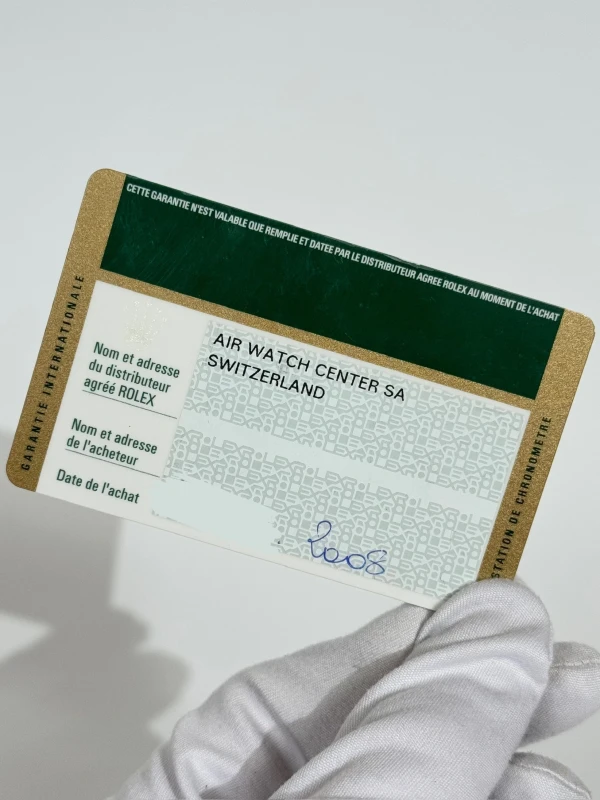 CETTE GARANTIE N'EST VALABLE QUE REMPLIE ET DATEE PAR LE DISTRIBUTEUR AGREE ROLEX AU MOMENT DE L'ACHAT
GARANTIE INTERNATIONALE
Nom et adresse
du distributeur
agréé ROLEX
AIR WATCH CENTER SA
SWITZERLAND
Nom et adresse
de l'acheteur
Date de l'achat
2008
STATION DE CHRONOMETRE